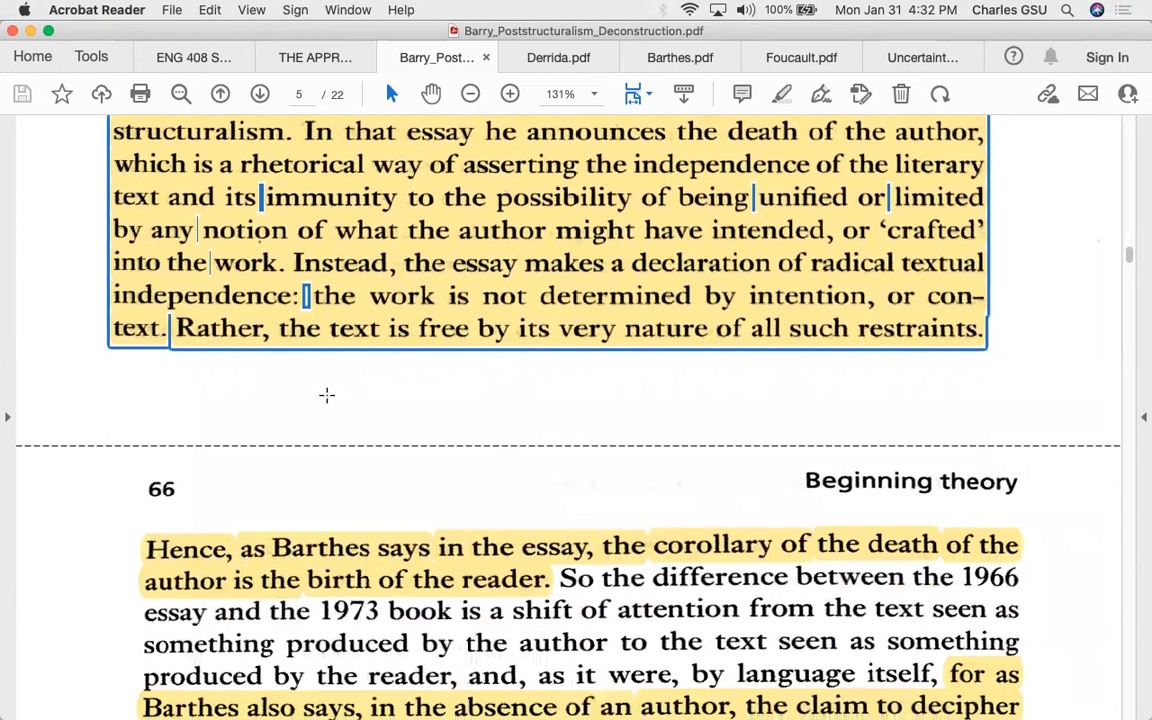 Acrobat Reader File Edit View Sign Window Help 100% Mon Jan 31 4:32 PM Charles GSU
Barry_Poststructuralism_Deconstruction.pdf
Home Tools ENG 408 S... THE APPR... Barry_Post... × Derrida.pdf Barthes.pdf Foucault.pdf Uncertaint... Sign In
5 / 22 131%
structuralism. In that essay he announces the death of the author,
which is a rhetorical way of asserting the independence of the literary
text and its immunity to the possibility of being unified or limited
by any notion of what the author might have intended, or ‘crafted’
into the work. Instead, the essay makes a declaration of radical textual
independence: the work is not determined by intention, or con-
text. Rather, the text is free by its very nature of all such restraints.
66 Beginning theory
Hence, as Barthes says in the essay, the corollary of the death of the
author is the birth of the reader. So the difference between the 1966
essay and the 1973 book is a shift of attention from the text seen as
something produced by the author to the text seen as something
produced by the reader, and, as it were, by language itself, for as
Barthes also says, in the absence of an author, the claim to decipher